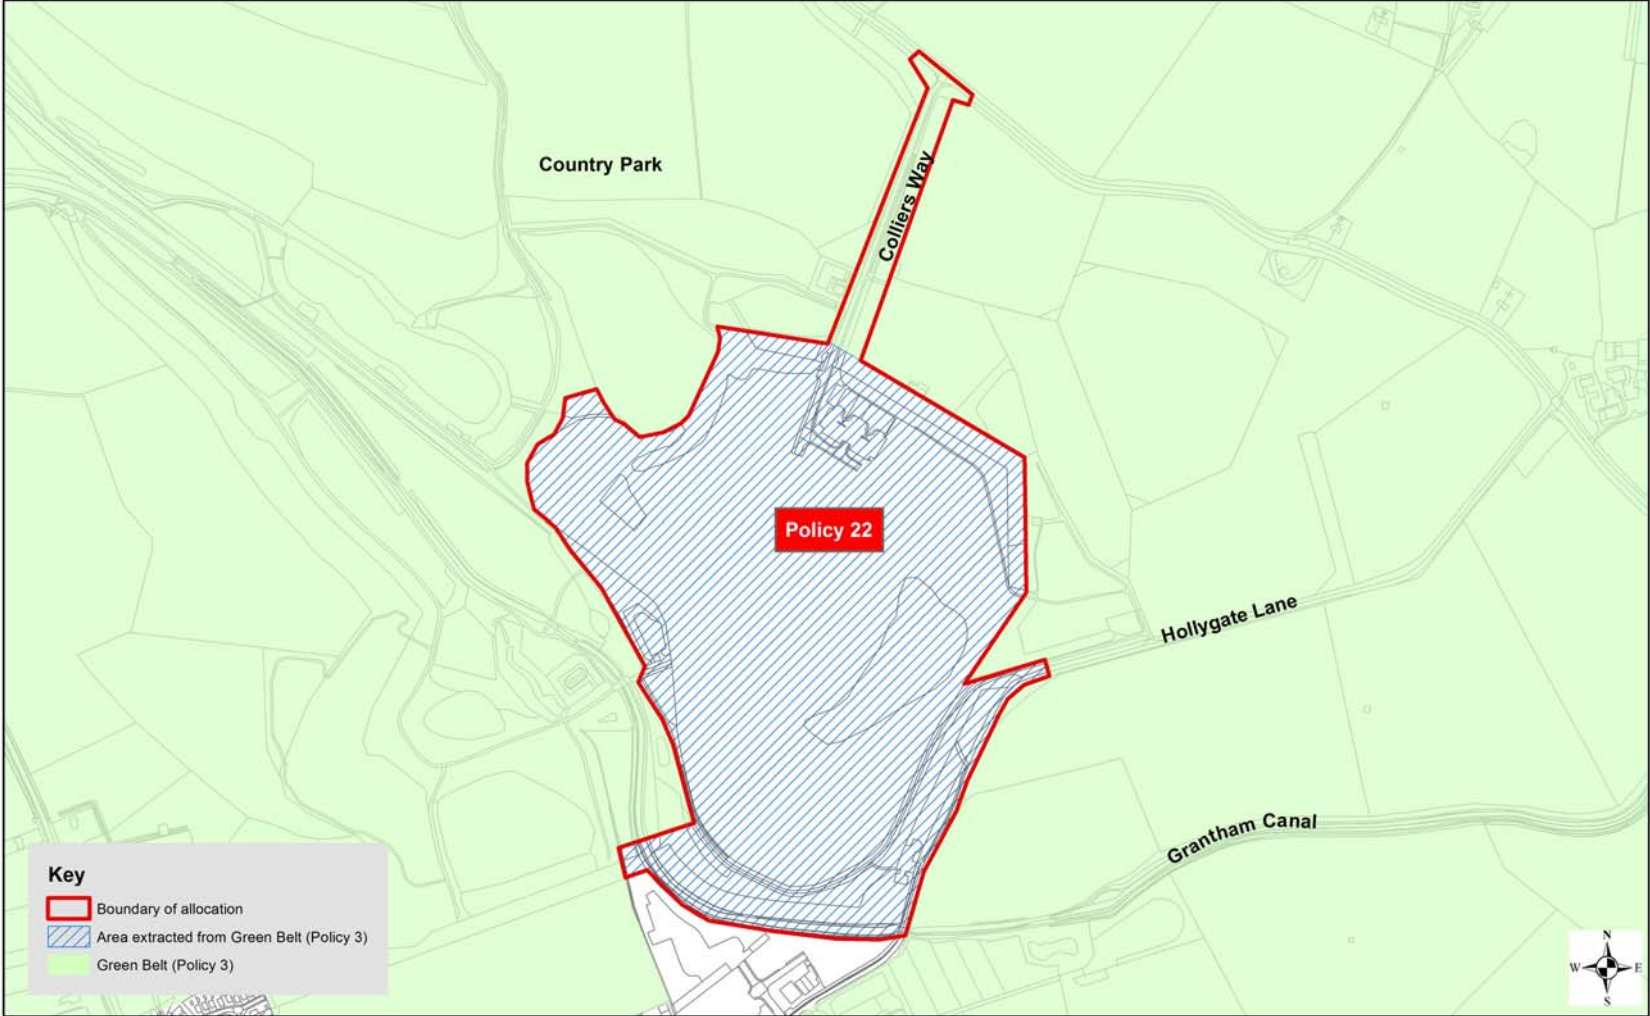 Country Park
Colliers Way
Policy 22
Hollygate Lane
Grantham Canal
Key
Boundary of allocation
Area extracted from Green Belt (Policy 3)
Green Belt (Policy 3)
N
W E
S